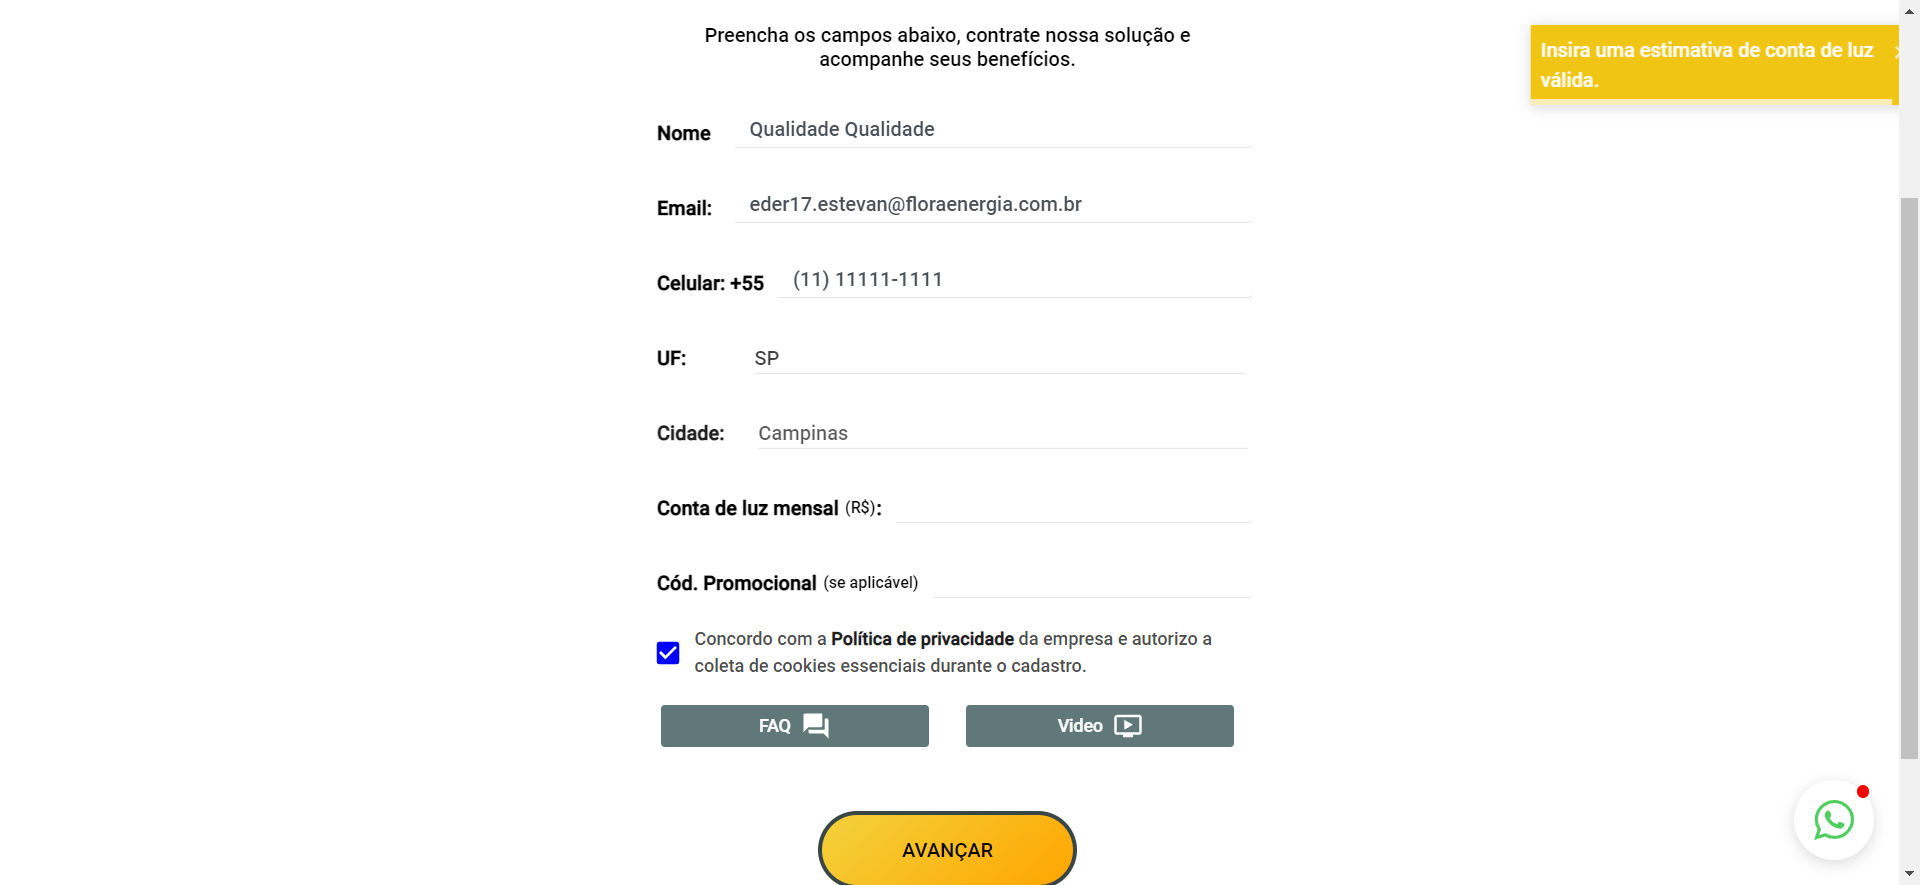 Preencha os campos abaixo, contrate nossa solução e
acompanhe seus benefícios.
Insira uma estimativa de conta de luz
válida.
Nome Qualidade Qualidade
Email: eder17.estevan@floraenergia.com.br
Celular: +55 (11) 11111-1111
UF: SP
Cidade: Campinas
Conta de luz mensal (R$):
Cód. Promocional (se aplicável)
Concordo com a Política de privacidade da empresa e autorizo a
coleta de cookies essenciais durante o cadastro.
FAQ Video
AVANÇAR